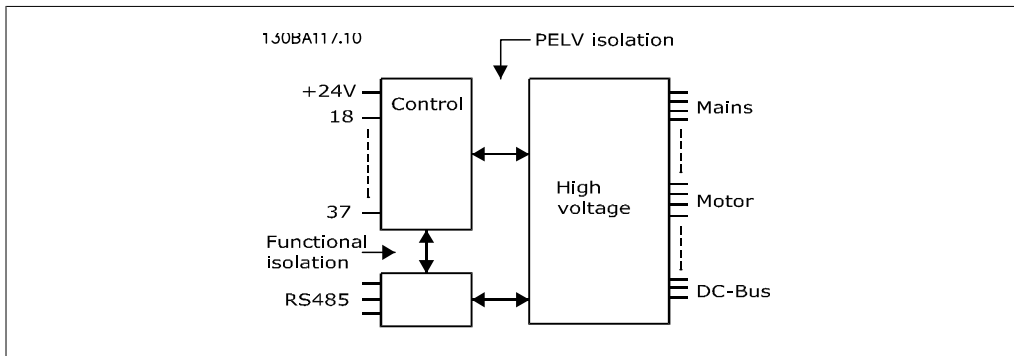 130BA117.10
PELV isolation
+24V
Control
Mains
18
High
voltage
Motor
37
Functional
isolation
RS485
DC-Bus